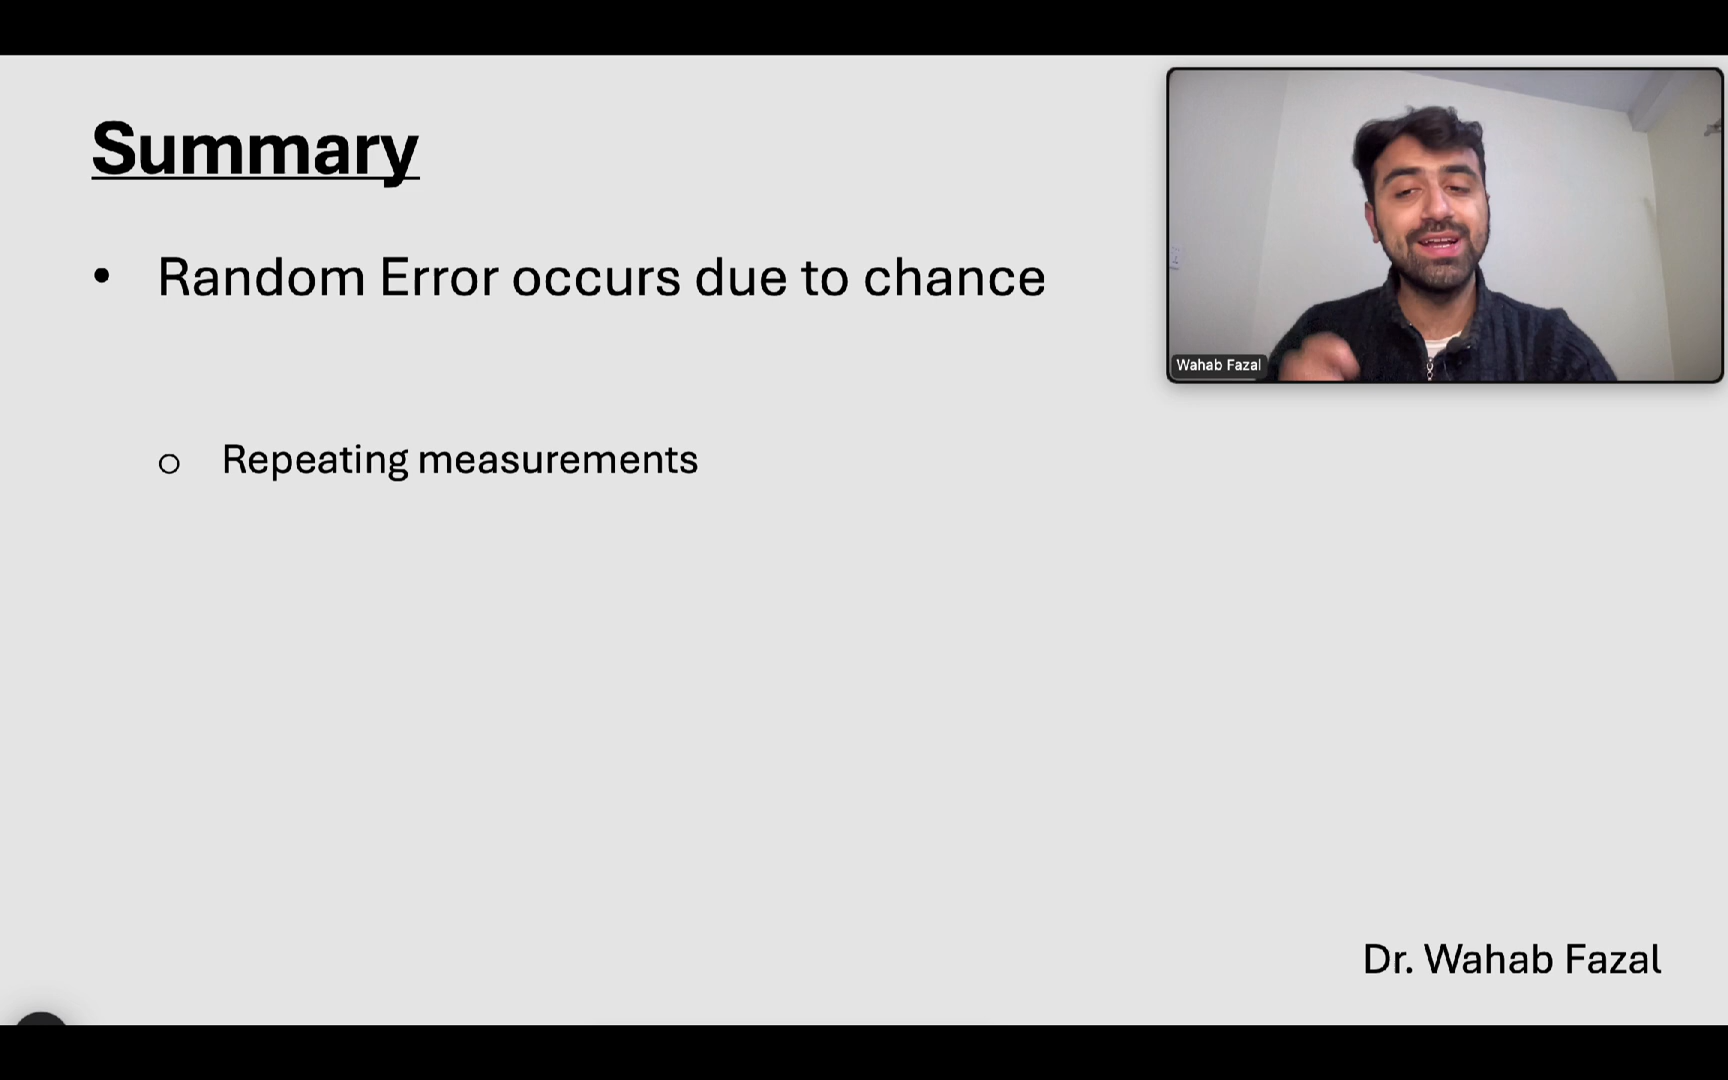 Summary
• Random Error occurs due to chance
o Repeating measurements
Wahab Fazal
Dr. Wahab Fazal